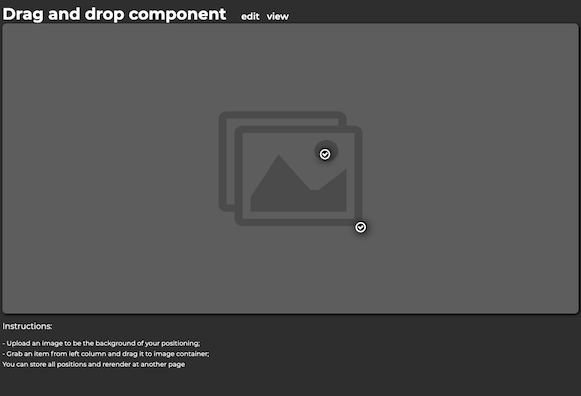 Drag and drop component edit view
Instructions:
- Upload an image to be the background of your positioning;
- Grab an item from left column and drag it to image container;
You can store all positions and rerender at another page